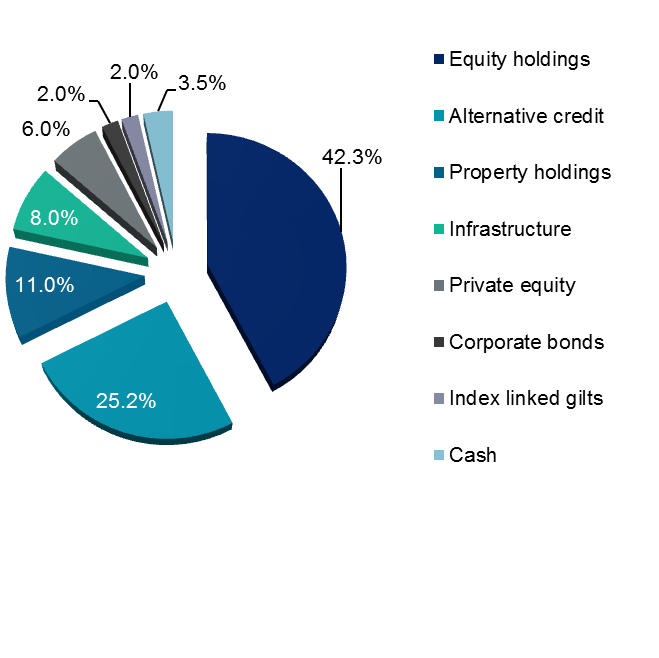 2.0%
3.5%
2.0%
6.0%
42.3%
8.0%
11.0%
25.2%
Equity holdings
Alternative credit
Property holdings
Infrastructure
Private equity
Corporate bonds
Index linked gilts
Cash